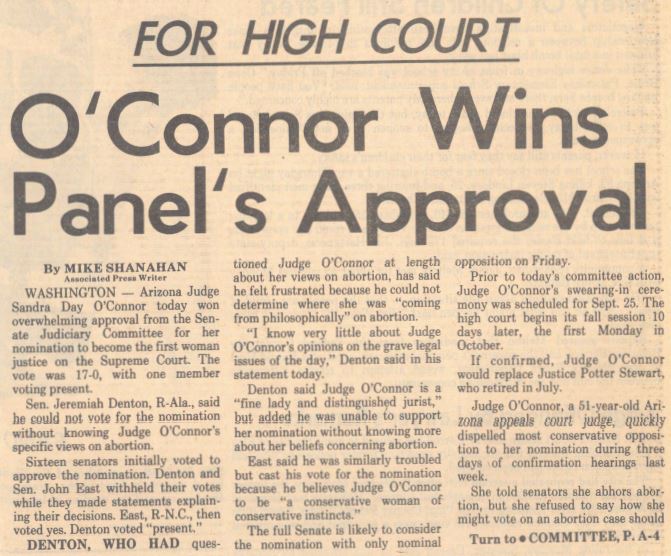 FOR HIGH COURT
O'Connor Wins
Panel's Approval
By MIKE SHANAHAN
Associated Press Writer
WASHINGTON — Arizona Judge
Sandra Day O'Connor today won
overwhelming approval from the Sen-
ate Judiciary Committee for her
nomination to become the first woman
justice on the Supreme Court. The
vote was 17-0, with one member
voting present.
Sen. Jeremiah Denton, R-Ala., said
he could not vote for the nomination
without knowing Judge O'Connor's
specific views on abortion.
Sixteen senators initially voted to
approve the nomination. Denton and
Sen. John East withheld their votes
while they made statements explain-
ing their decisions. East, R-N.C., then
voted yes. Denton voted "present."
DENTON, WHO HAD ques-
tioned Judge O'Connor at length
about her views on abortion, has said
he felt frustrated because he could not
determine where she was "coming
from philosophically" on abortion.
"I know very little about Judge
O'Connor's opinions on the grave legal
issues of the day," Denton said in his
statement today.
Denton said Judge O'Connor is a
"fine lady and distinguished jurist,"
but added he was unable to support
her nomination without knowing more
about her beliefs concerning abortion.
East said he was similarly troubled
but cast his vote for the nomination
because he believes Judge O'Connor
to be "a conservative woman of
conservative instincts."
The full Senate is likely to consider
the nomination with only nominal
opposition on Friday.
Prior to today's committee action,
Judge O'Connor's swearing-in cere-
mony was scheduled for Sept. 25. The
high court begins its fall session 10
days later, the first Monday in
October.
If confirmed, Judge O'Connor
would replace Justice Potter Stewart,
who retired in July.
Judge O'Connor, a 51-year-old Ari-
zona appeals court judge, quickly
dispelled most conservative opposi-
tion to her nomination during three
days of confirmation hearings last
week.
She told senators she abhors abor-
tion, but she refused to say how she
might vote on an abortion case should
Turn to ● COMMITTEE, P. A-4